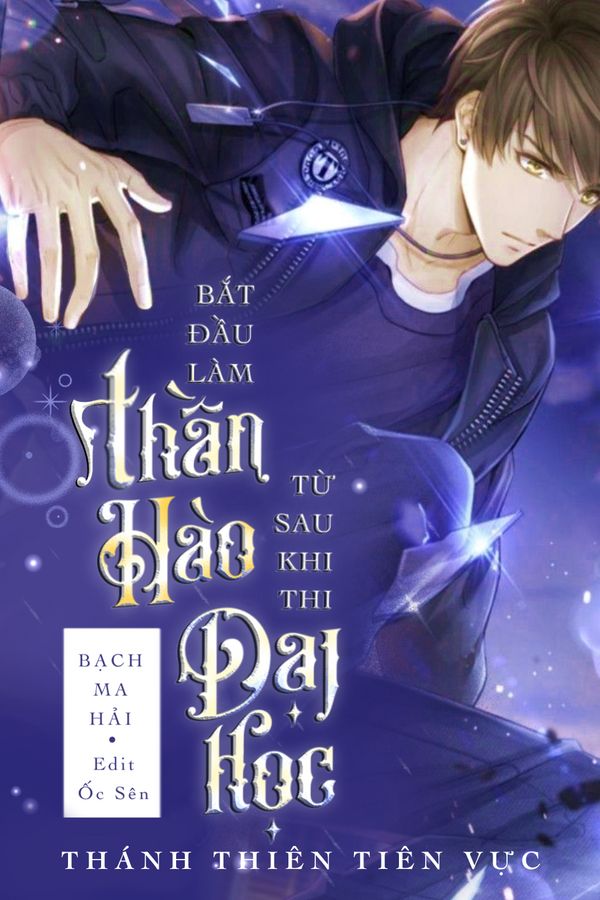 BẮT
ĐẦU
LÀM
Thần
Hào
TỪ
SAU
KHI
THI
Đại
Học
BẠCH
MA
HẢI
•
Edit
Ốc Sên
THÁNH THIÊN TIÊN VỰC